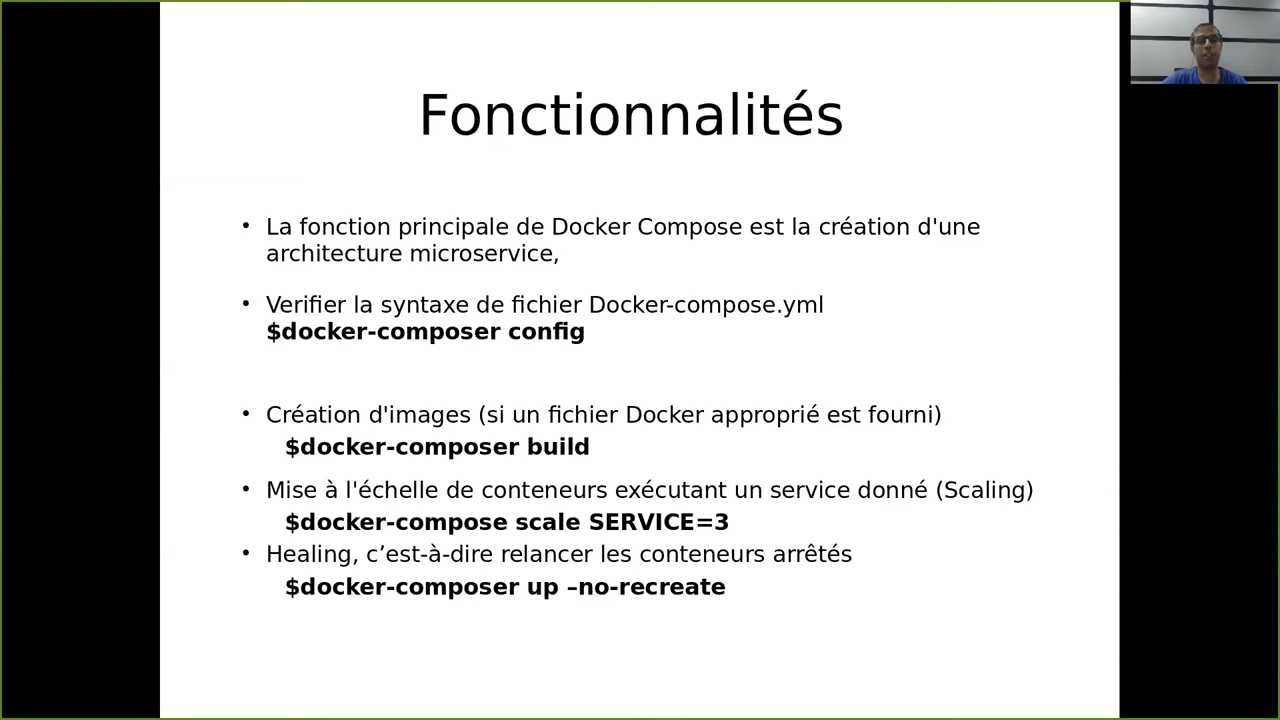 Fonctionnalités
• La fonction principale de Docker Compose est la création d'une
architecture microservice,
• Verifier la syntaxe de fichier Docker-compose.yml
$docker-composer config
• Création d'images (si un fichier Docker approprié est fourni)
$docker-composer build
• Mise à l'échelle de conteneurs exécutant un service donné (Scaling)
$docker-compose scale SERVICE=3
• Healing, c’est-à-dire relancer les conteneurs arrêtés
$docker-composer up –no-recreate